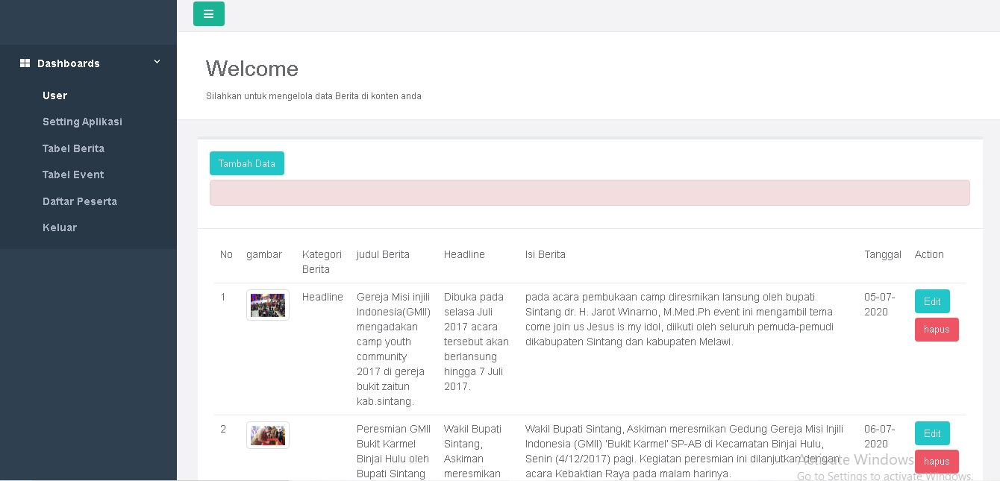 Dashboards
User
Setting Aplikasi
Tabel Berita
Tabel Event
Daftar Peserta
Keluar
Welcome
Silahkan untuk mengelola data Berita di konten anda
Tambah Data
No gambar Kategori Berita judul Berita Headline Isi Berita Tanggal Action
1
Headline
Gereja Misi injili
Indonesia(GMII)
mengadakan
camp youth
community
2017 di gereja
bukit zaitun
kab.sintang.
Dibuka pada
selasa Juli
2017 acara
tersebut akan
berlansung
hingga 7 Juli
2017.
pada acara pembukaan camp diresmikan lansung oleh bupati
Sintang dr. H. Jarot Winarno, M.Med.Ph event ini mengambil tema
come join us Jesus is my idol, diikuti oleh seluruh pemuda-pemudi
dikabupaten Sintang dan kabupaten Melawi.
05-07-
2020
Edit
hapus
2
Peresmian GMII
Bukit Karmel
Binjai Hulu oleh
Bupati Sintang
Wakil Bupati
Sintang,
Askiman
meresmikan
Wakil Bupati Sintang, Askiman meresmikan Gedung Gereja Misi Injili
Indonesia (GMII) 'Bukit Karmel' SP-AB di Kecamatan Binjai Hulu,
Senin (4/12/2017) pagi. Kegiatan peresmian ini dilanjutkan dengan
acara Kebaktian Raya pada malam harinya.
06-07-
2020
Edit
hapus
Activate Windows
Go to Settings to activate Windows.